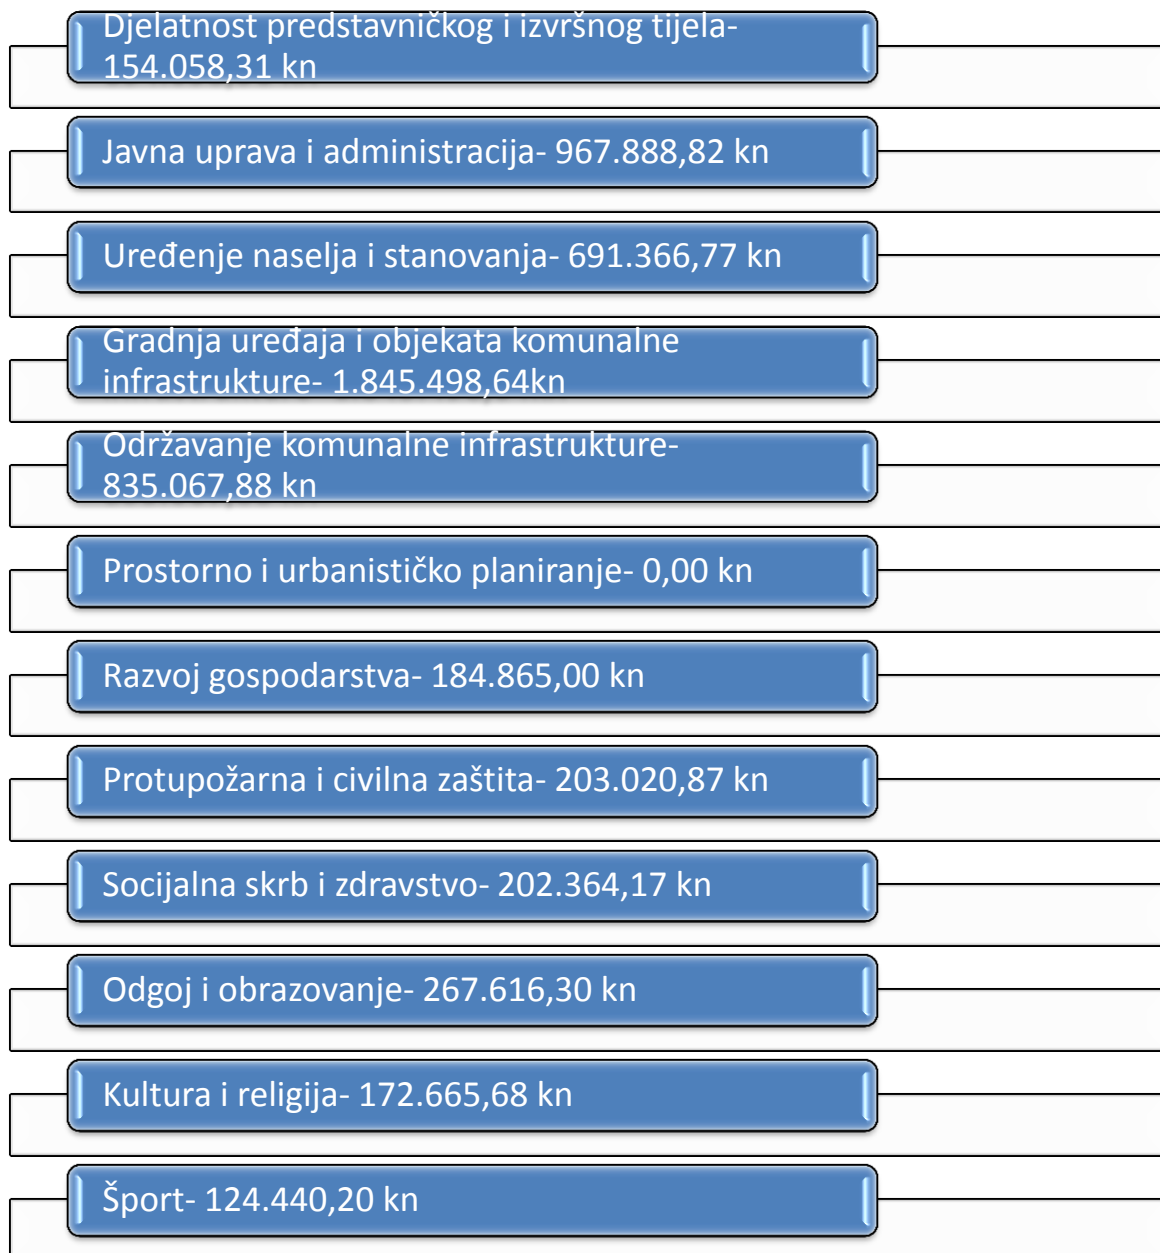 Djelatnost predstavničkog i izvršnog tijela-
154.058,31 kn
Javna uprava i administracija- 967.888,82 kn
Uređenje naselja i stanovanja- 691.366,77 kn
Gradnja uređaja i objekata komunalne
infrastrukture- 1.845.498,64kn
Održavanje komunalne infrastrukture-
835.067,88 kn
Prostorno i urbanističko planiranje- 0,00 kn
Razvoj gospodarstva- 184.865,00 kn
Protupožarna i civilna zaštita- 203.020,87 kn
Socijalna skrb i zdravstvo- 202.364,17 kn
Odgoj i obrazovanje- 267.616,30 kn
Kultura i religija- 172.665,68 kn
Šport- 124.440,20 kn